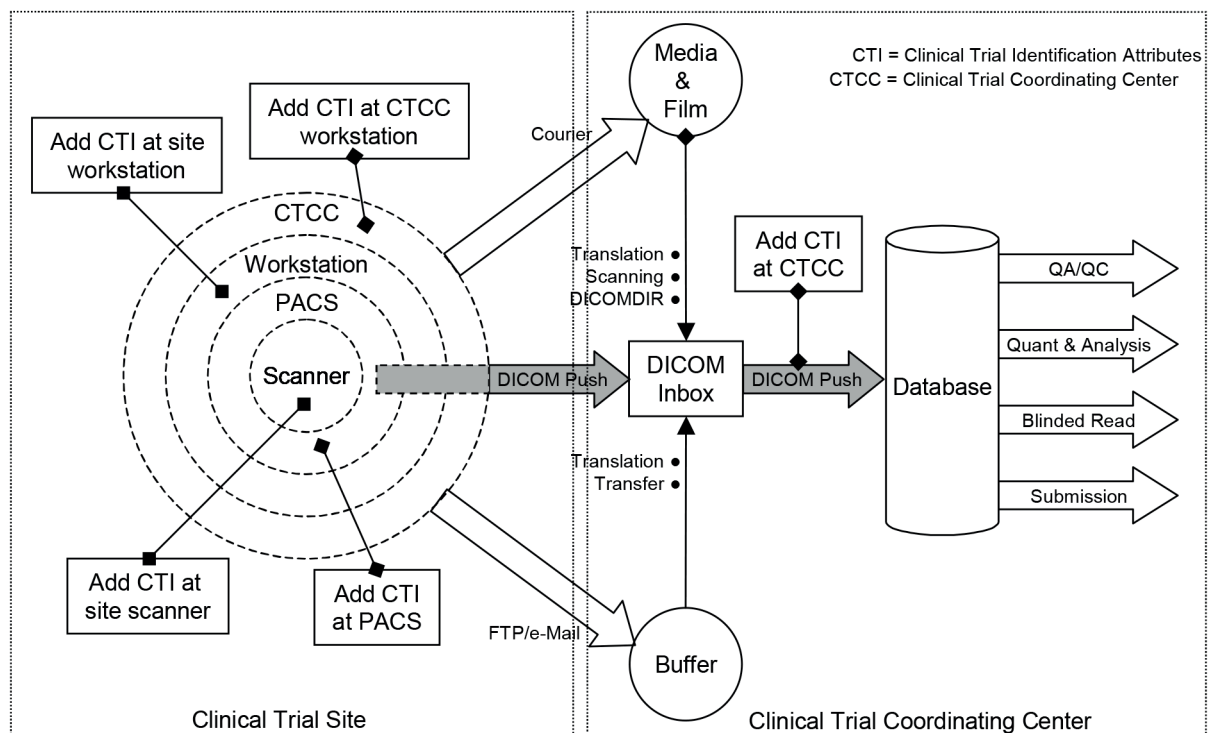 CTI = Clinical Trial Identification Attributes
CTCC = Clinical Trial Coordinating Center
Media
&
Film
Add CTI at CTCC
workstation
Add CTI at site
workstation
Courier
CTCC
Workstation
PACS
Scanner
Translation ●
Scanning ●
DICOMDIR ●
Add CTI
at CTCC
DICOM Push
DICOM
Inbox
DICOM Push
Database
QA/QC
Quant & Analysis
Blinded Read
Submission
Translation ●
Transfer ●
Add CTI at
site scanner
Add CTI
at PACS
FTP/e-Mail
Buffer
Clinical Trial Site
Clinical Trial Coordinating Center